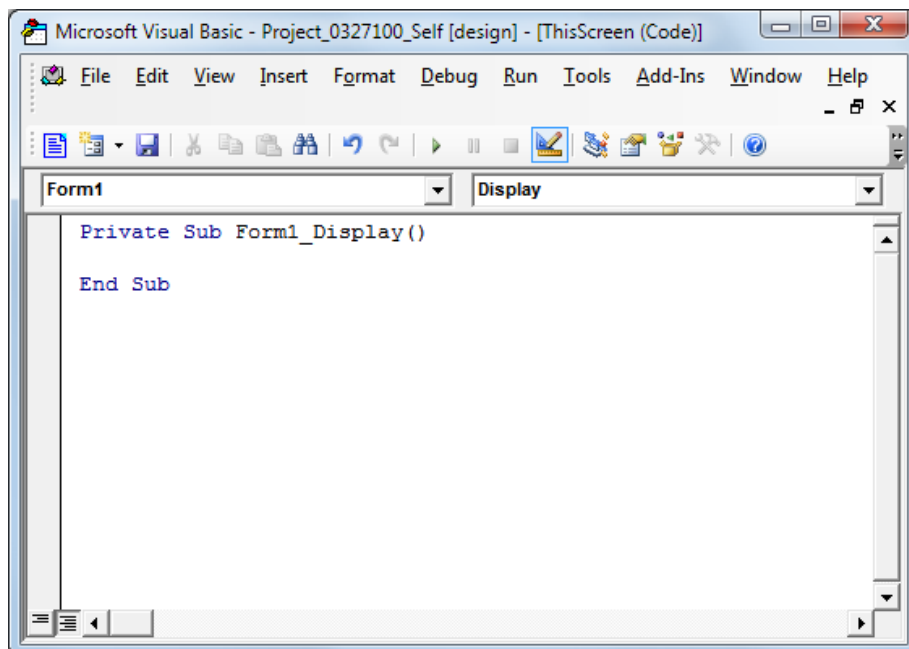 Microsoft Visual Basic - Project_0327100_Self [design] - [ThisScreen (Code)]
File Edit View Insert Format Debug Run Tools Add-Ins Window Help
Form1 Display
Private Sub Form1_Display()
End Sub